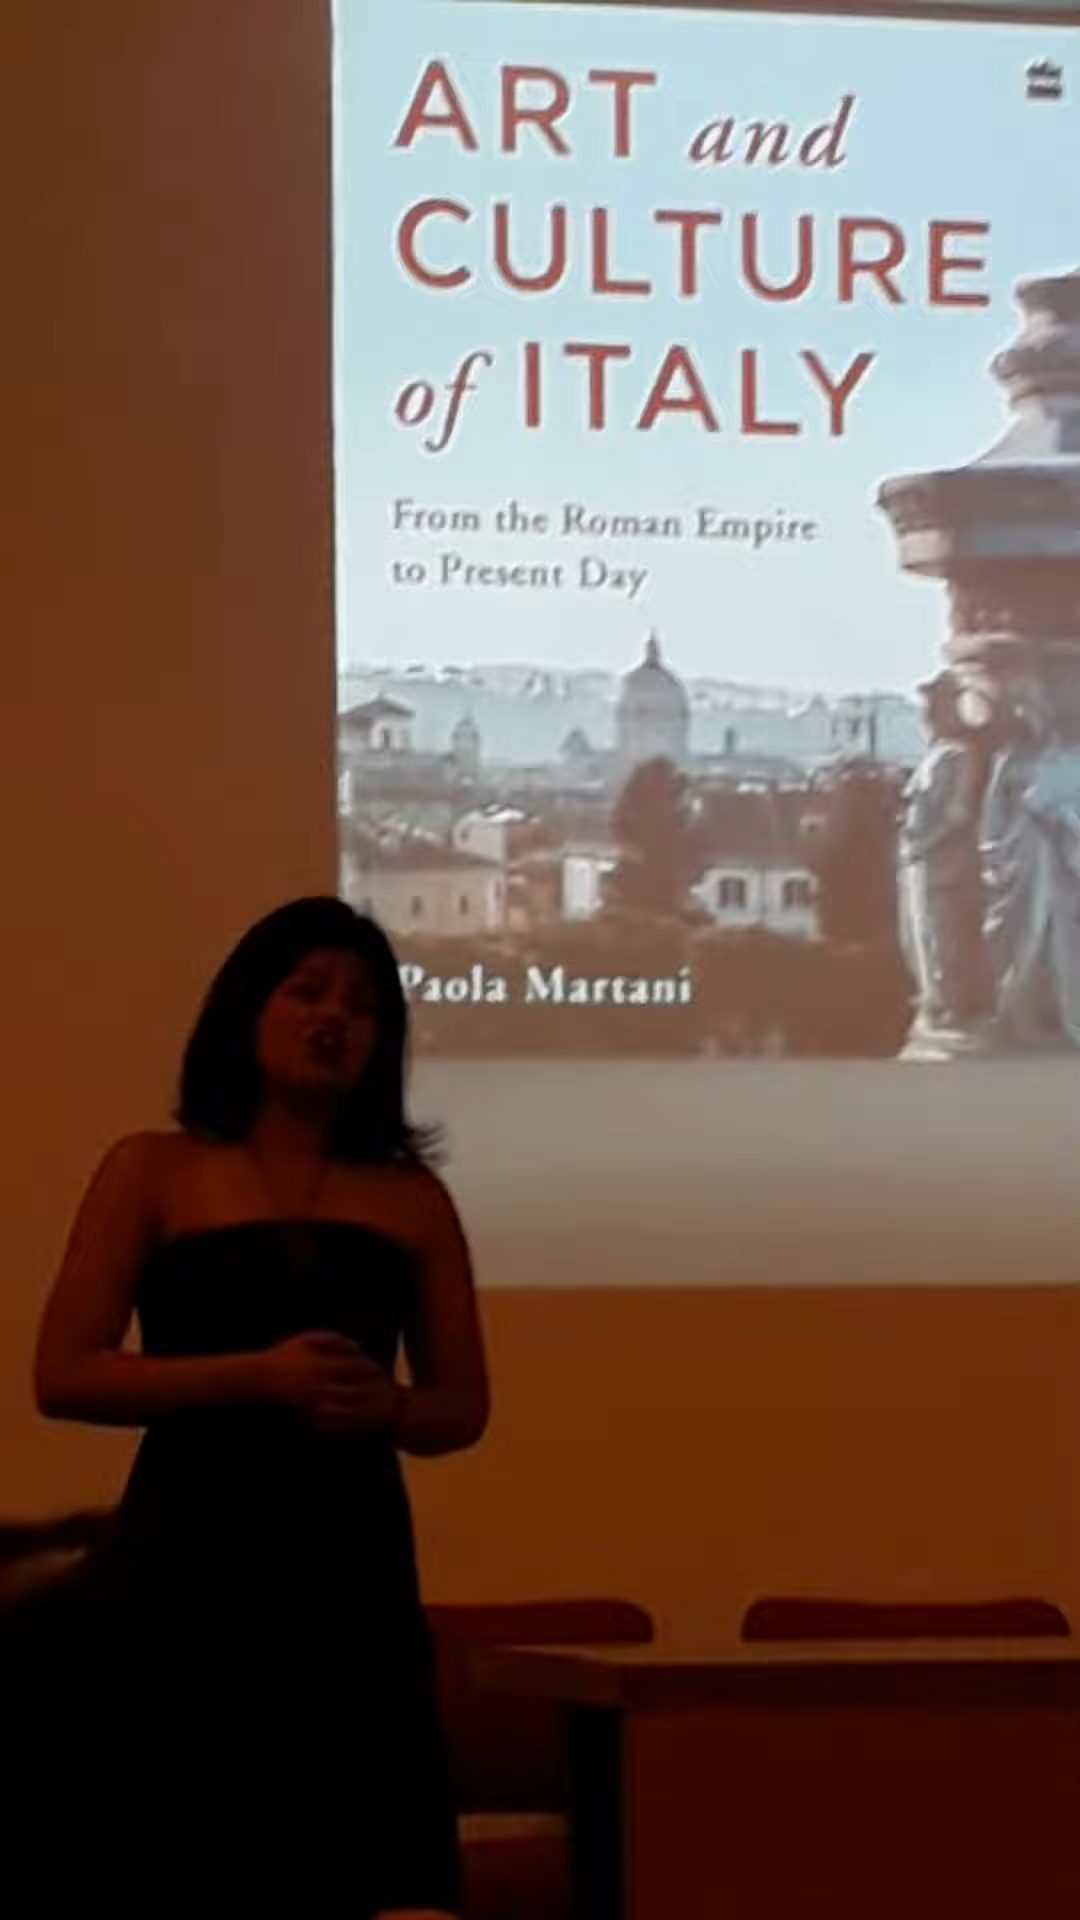 ART and
CULTURE
of ITALY
From the Roman Empire
to Present Day
Paola Martani